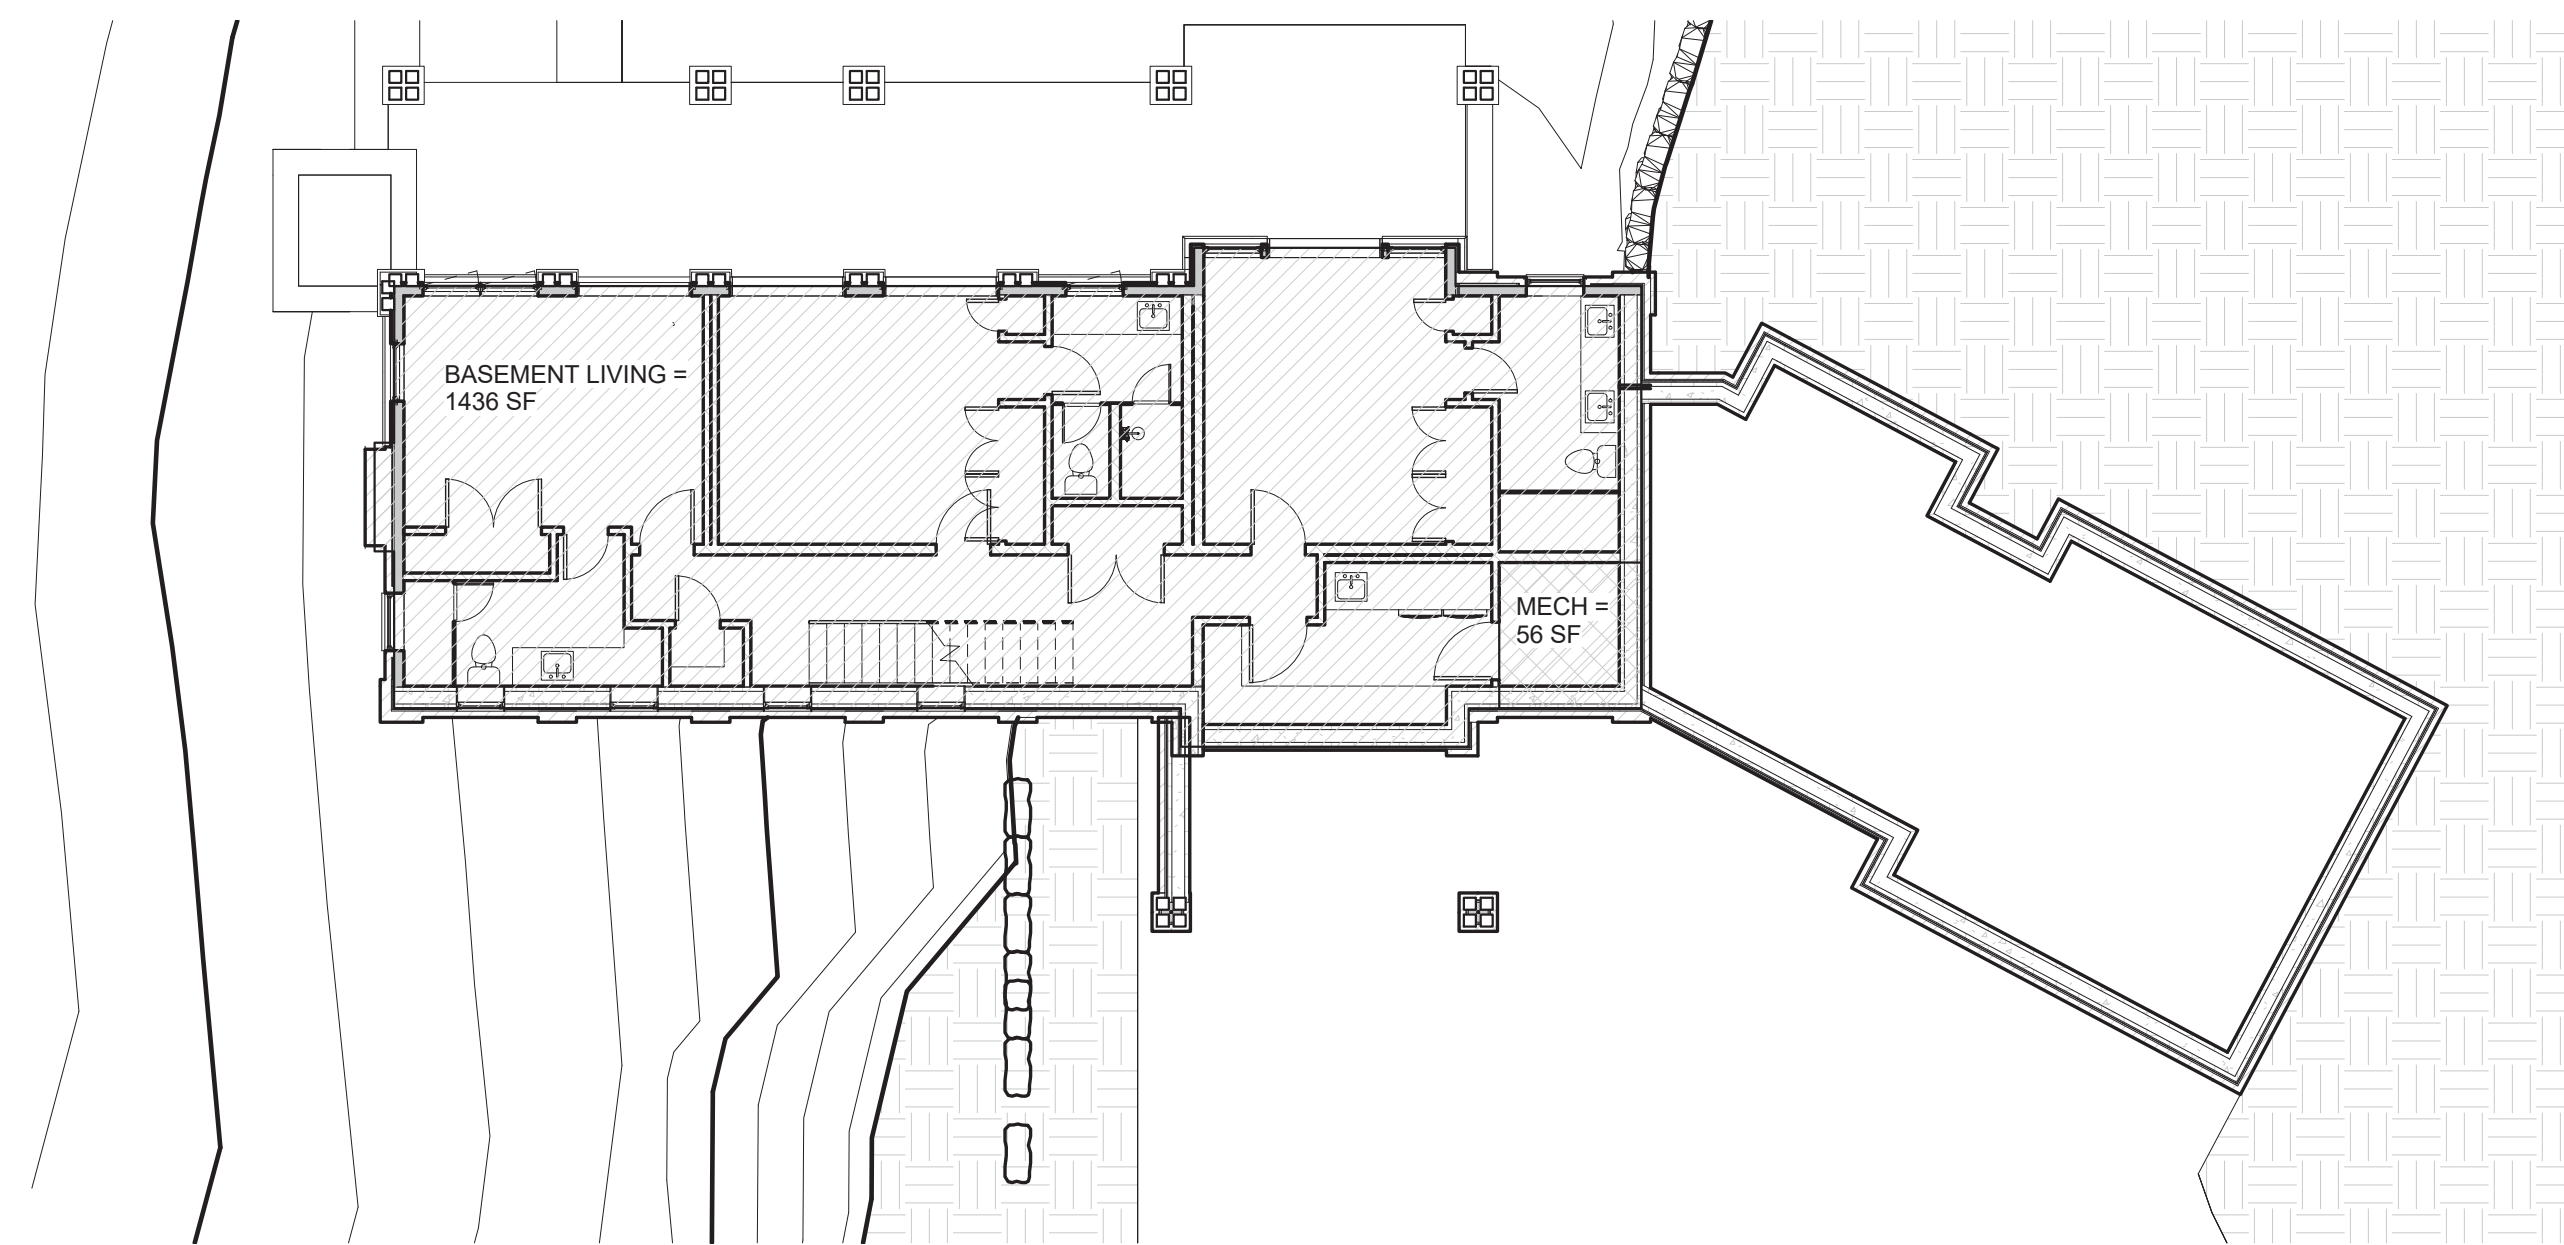 BASEMENT LIVING =
1436 SF
MECH =
56 SF